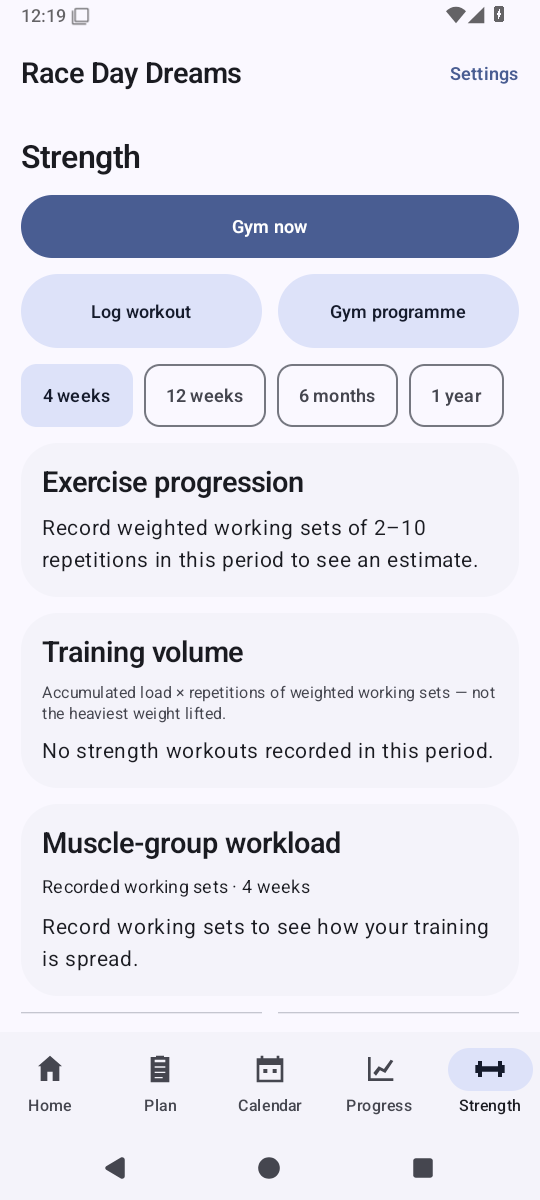 12:19
Race Day Dreams
Settings
Strength
Gym now
Log workout
Gym programme
4 weeks
12 weeks
6 months
1 year
Exercise progression
Record weighted working sets of 2–10
repetitions in this period to see an estimate.
Training volume
Accumulated load × repetitions of weighted working sets — not
the heaviest weight lifted.
No strength workouts recorded in this period.
Muscle-group workload
Recorded working sets · 4 weeks
Record working sets to see how your training
is spread.
Home
Plan
Calendar
Progress
Strength